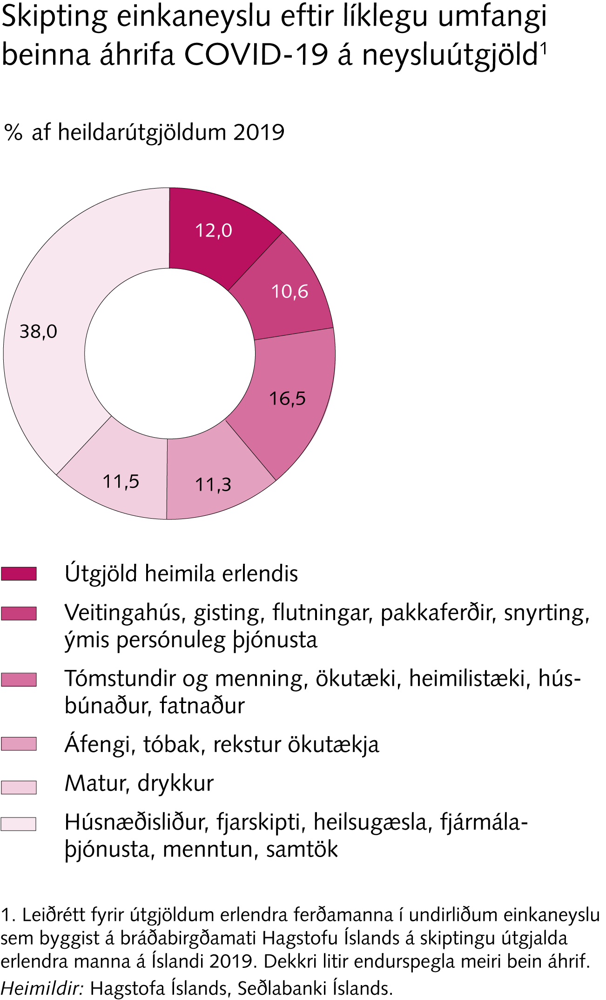 Skipting einkaneyslu eftir líklegu umfangi
beinna áhrifa COVID-19 á neysluútgjöld¹
% af heildarútgjöldum 2019
12,0
10,6
38,0
16,5
11,5
11,3
Útgjöld heimila erlendis
Veitingahús, gisting, flutningar, pakkaferðir, snyrting,
ýmis persónuleg þjónusta
Tómstundir og menning, ökutæki, heimilistæki, hús-
búnaður, fatnaður
Áfengi, tóbak, rekstur ökutækja
Matur, drykkur
Húsnæðisliður, fjarskipti, heilsugæsla, fjármála-
þjónusta, menntun, samtök
1. Leiðrétt fyrir útgjöldum erlendra ferðamanna í undirliðum einkaneyslu
sem byggist á bráðabirgðamati Hagstofu Íslands á skiptingu útgjalda
erlendra manna á Íslandi 2019. Dekkri litir endurspegla meiri bein áhrif.
Heimildir: Hagstofa Íslands, Seðlabanki Íslands.